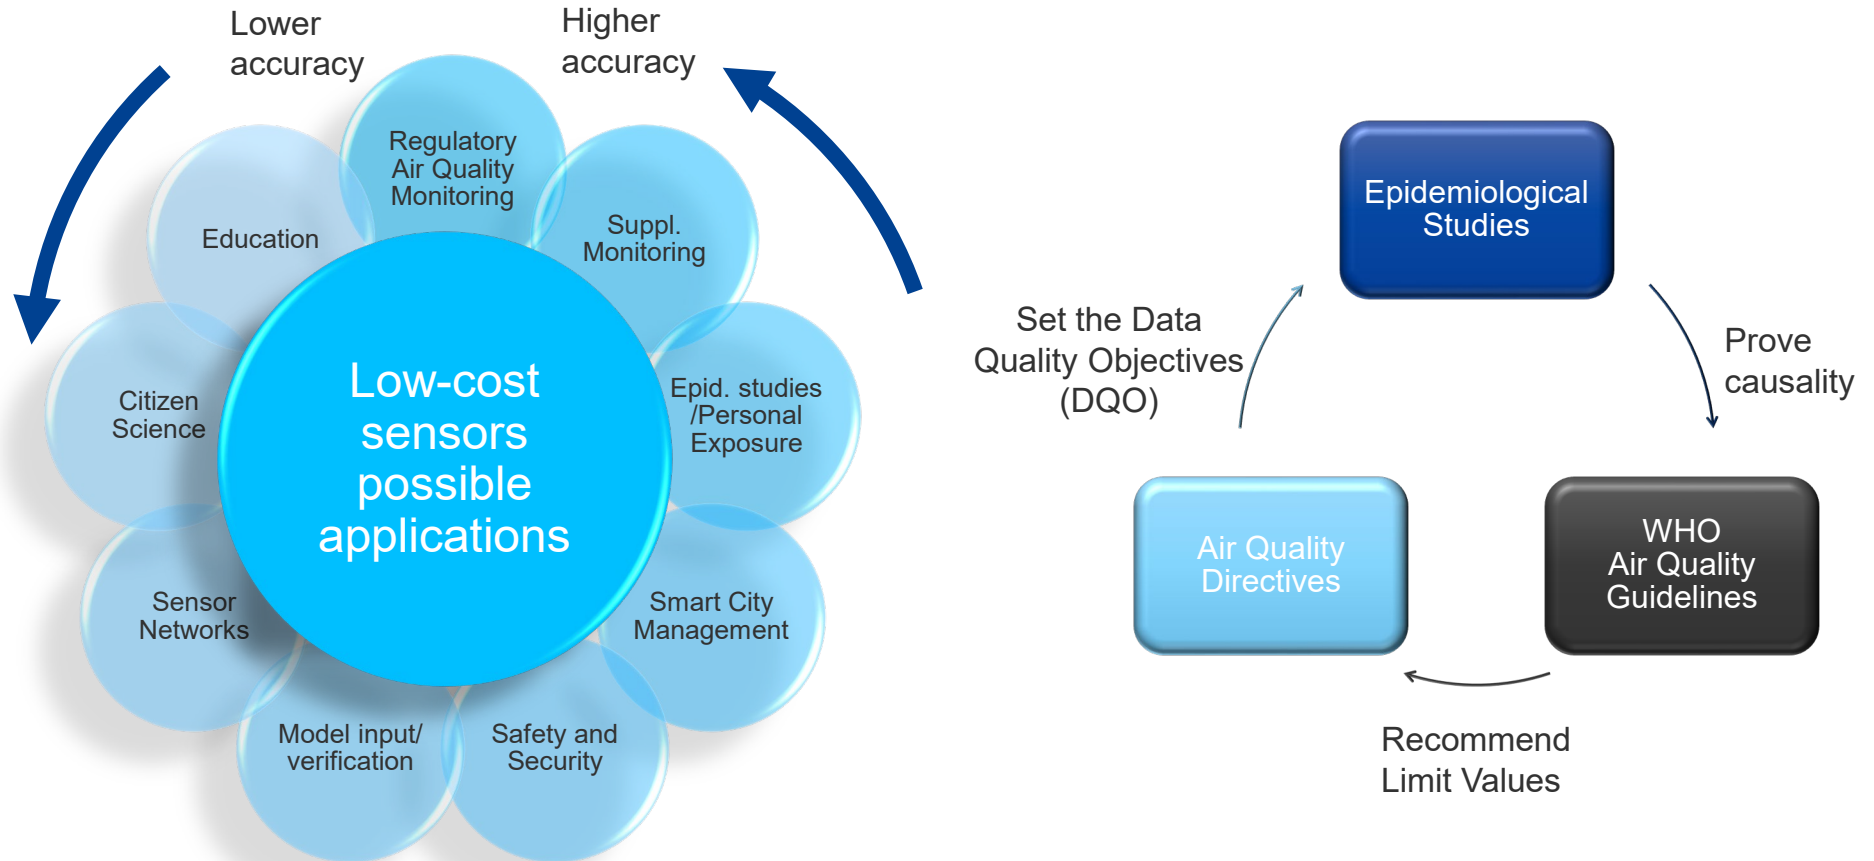 Lower
accuracy
Higher
accuracy
Regulatory
Air Quality
Monitoring
Suppl.
Monitoring
Epid. studies
/Personal
Exposure
Smart City
Management
Safety and
Security
Model input/
verification
Sensor
Networks
Citizen
Science
Education
Low-cost
sensors
possible
applications
Epidemiological
Studies
Prove
causality
WHO
Air Quality
Guidelines
Recommend
Limit Values
Air Quality
Directives
Set the Data
Quality Objectives
(DQO)